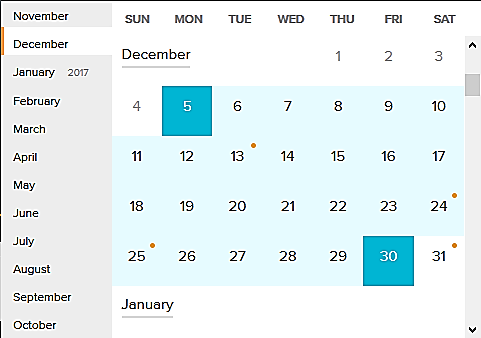 November
December
January 2017
February
March
April
May
June
July
August
September
October
SUN MON TUE WED THU FRI SAT
December 1 2 3
4 5 6 7 8 9 10
11 12 13 14 15 16 17
18 19 20 21 22 23 24
25 26 27 28 29 30 31
January